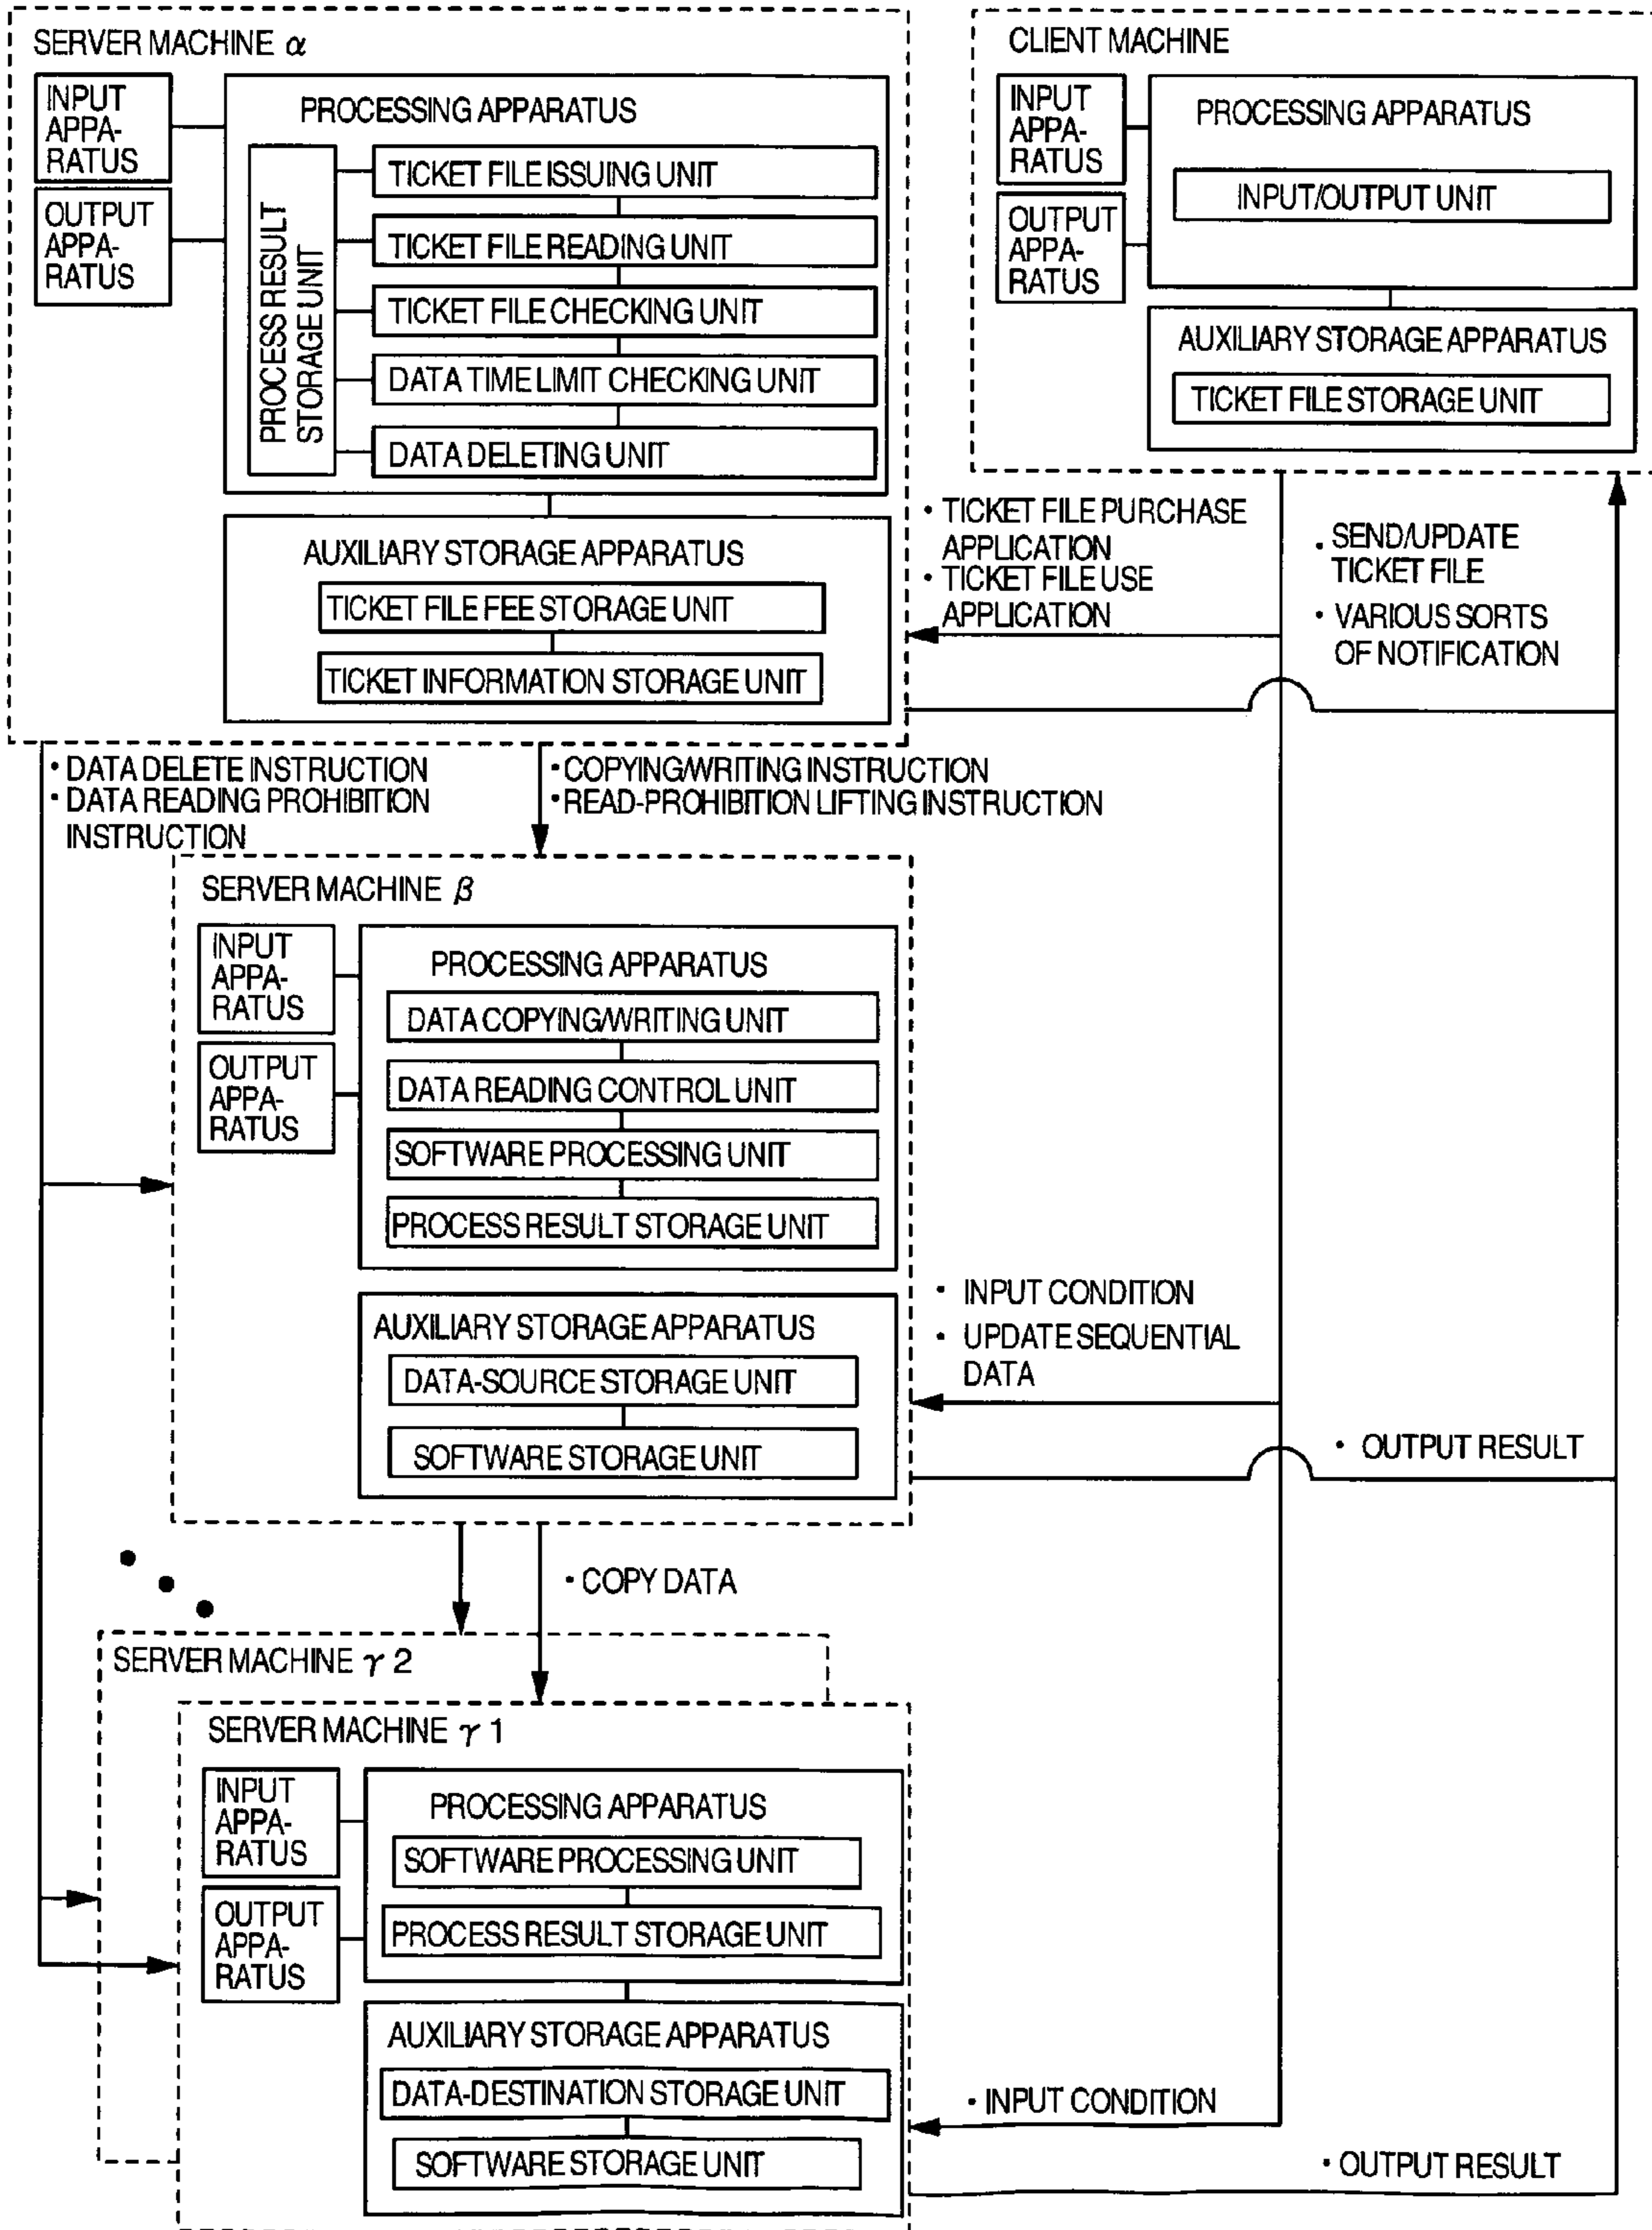 SERVER MACHINE α
INPUT
APPA-
RATUS
OUTPUT
APPA-
RATUS
PROCESSING APPARATUS
PROCESS RESULT
STORAGE UNIT
TICKET FILE ISSUING UNIT
TICKET FILE READING UNIT
TICKET FILE CHECKING UNIT
DATA TIME LIMIT CHECKING UNIT
DATA DELETING UNIT
AUXILIARY STORAGE APPARATUS
TICKET FILE FEE STORAGE UNIT
TICKET INFORMATION STORAGE UNIT
CLIENT MACHINE
INPUT
APPA-
RATUS
OUTPUT
APPA-
RATUS
PROCESSING APPARATUS
INPUT/OUTPUT UNIT
AUXILIARY STORAGE APPARATUS
TICKET FILE STORAGE UNIT
• TICKET FILE PURCHASE
APPLICATION
• TICKET FILE USE
APPLICATION
• SEND/UPDATE
TICKET FILE
• VARIOUS SORTS
OF NOTIFICATION
• DATA DELETE INSTRUCTION
• DATA READING PROHIBITION
INSTRUCTION
• COPYING/WRITING INSTRUCTION
• READ-PROHIBITION LIFTING INSTRUCTION
SERVER MACHINE β
INPUT
APPA-
RATUS
OUTPUT
APPA-
RATUS
PROCESSING APPARATUS
DATA COPYING/WRITING UNIT
DATA READING CONTROL UNIT
SOFTWARE PROCESSING UNIT
PROCESS RESULT STORAGE UNIT
AUXILIARY STORAGE APPARATUS
DATA-SOURCE STORAGE UNIT
SOFTWARE STORAGE UNIT
• INPUT CONDITION
• UPDATE SEQUENTIAL
DATA
• OUTPUT RESULT
• COPY DATA
SERVER MACHINE γ 2
SERVER MACHINE γ 1
INPUT
APPA-
RATUS
OUTPUT
APPA-
RATUS
PROCESSING APPARATUS
SOFTWARE PROCESSING UNIT
PROCESS RESULT STORAGE UNIT
AUXILIARY STORAGE APPARATUS
DATA-DESTINATION STORAGE UNIT
SOFTWARE STORAGE UNIT
• INPUT CONDITION
• OUTPUT RESULT